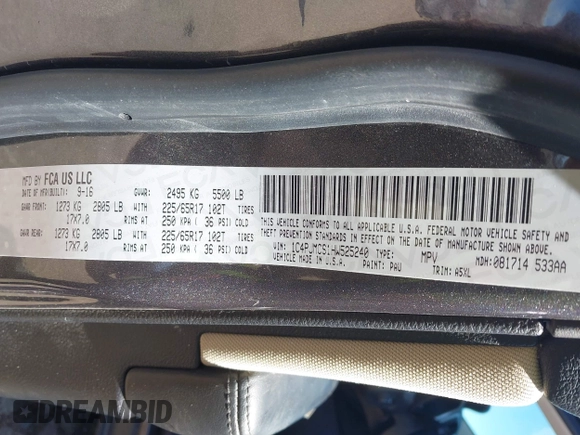 MFD BY FCA US LLC
DATE OF MFR(BUILT): 9-16 GVWR: 2495 KG 5500 LB
GAWR FRONT: 1273 KG 2805 LB WITH 225/65R17 102T TIRES
17X7.0 RIMS AT 250 KPA ( 36 PSI) COLD
GAWR REAR: 1273 KG 2805 LB WITH 225/65R17 102T TIRES
17X7.0 RIMS AT 250 KPA ( 36 PSI) COLD
THIS VEHICLE CONFORMS TO ALL APPLICABLE U.S.A. FEDERAL MOTOR VEHICLE SAFETY,
BUMPER, AND THEFT PREVENTION STANDARDS IN EFFECT ON THE DATE OF MANUFACTURE SHOWN ABOVE.
TYPE: MPV MDH: 081714 533AA
VEHICLE MADE IN U.S.A. PAINT: PAU TRIM: A5XL
DREAMBID